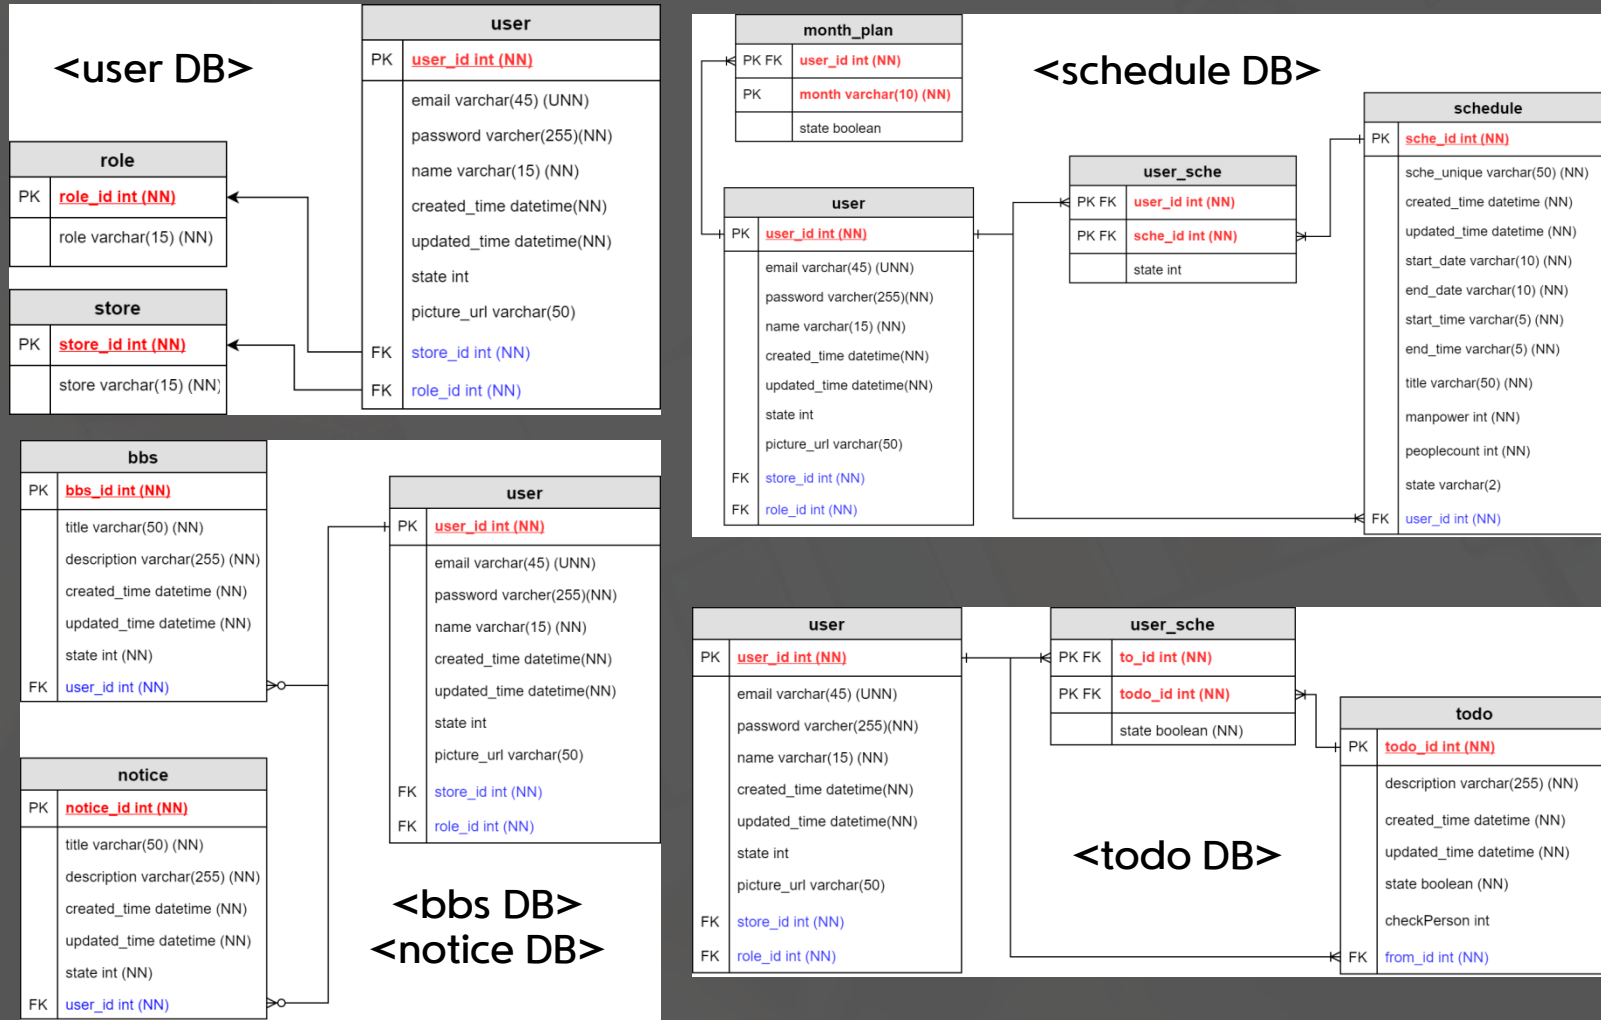 <user DB>
user
PK user_id int (NN)
email varchar(45) (UNN)
password varcher(255)(NN)
name varchar(15) (NN)
created_time datetime(NN)
updated_time datetime(NN)
state int
picture_url varchar(50)
FK store_id int (NN)
FK role_id int (NN)
role
PK role_id int (NN)
role varchar(15) (NN)
store
PK store_id int (NN)
store varchar(15) (NN)
<schedule DB>
month_plan
PK FK user_id int (NN)
PK month varchar(10) (NN)
state boolean
user
PK user_id int (NN)
email varchar(45) (UNN)
password varcher(255)(NN)
name varchar(15) (NN)
created_time datetime(NN)
updated_time datetime(NN)
state int
picture_url varchar(50)
FK store_id int (NN)
FK role_id int (NN)
user_sche
PK FK user_id int (NN)
PK FK sche_id int (NN)
state int
schedule
PK sche_id int (NN)
sche_unique varchar(50) (NN)
created_time datetime (NN)
updated_time datetime (NN)
start_date varchar(10) (NN)
end_date varchar(10) (NN)
start_time varchar(5) (NN)
end_time varchar(5) (NN)
title varchar(50) (NN)
manpower int (NN)
peoplecount int (NN)
state varchar(2)
FK user_id int (NN)
bbs
PK bbs_id int (NN)
title varchar(50) (NN)
description varchar(255) (NN)
created_time datetime (NN)
updated_time datetime (NN)
state int (NN)
FK user_id int (NN)
notice
PK notice_id int (NN)
title varchar(50) (NN)
description varchar(255) (NN)
created_time datetime (NN)
updated_time datetime (NN)
state int (NN)
FK user_id int (NN)
user
PK user_id int (NN)
email varchar(45) (UNN)
password varcher(255)(NN)
name varchar(15) (NN)
created_time datetime(NN)
updated_time datetime(NN)
state int
picture_url varchar(50)
FK store_id int (NN)
FK role_id int (NN)
<bbs DB>
<notice DB>
user
PK user_id int (NN)
email varchar(45) (UNN)
password varcher(255)(NN)
name varchar(15) (NN)
created_time datetime(NN)
updated_time datetime(NN)
state int
picture_url varchar(50)
FK store_id int (NN)
FK role_id int (NN)
user_sche
PK FK to_id int (NN)
PK FK todo_id int (NN)
state boolean (NN)
todo
PK todo_id int (NN)
description varchar(255) (NN)
created_time datetime (NN)
updated_time datetime (NN)
state boolean (NN)
checkPerson int
FK from_id int (NN)
<todo DB>